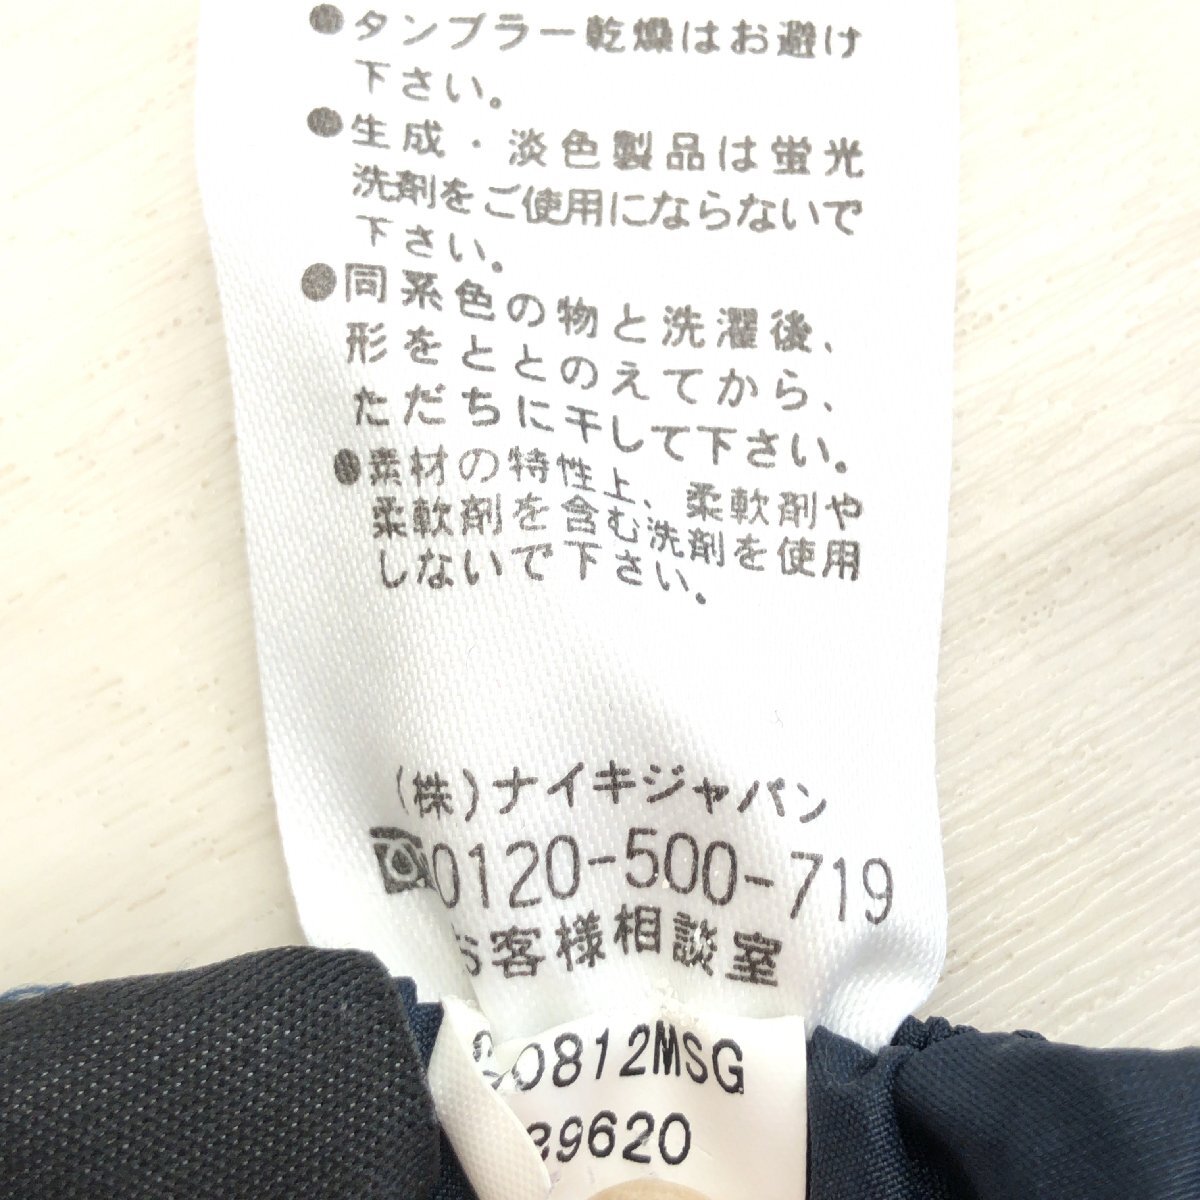 ●タンブラー乾燥はお避け
下さい。
●生成・淡色製品は蛍光
洗剤をご使用にならないで
下さい。
●同系色の物と洗濯後、
形をととのえてから、
ただちに干して下さい。
●素材の特性上、柔軟剤や
柔軟剤を含む洗剤を使用
しないで下さい。
(株)ナイキジャパン
0120-500-719
お客様相談室
0812MSG
39620